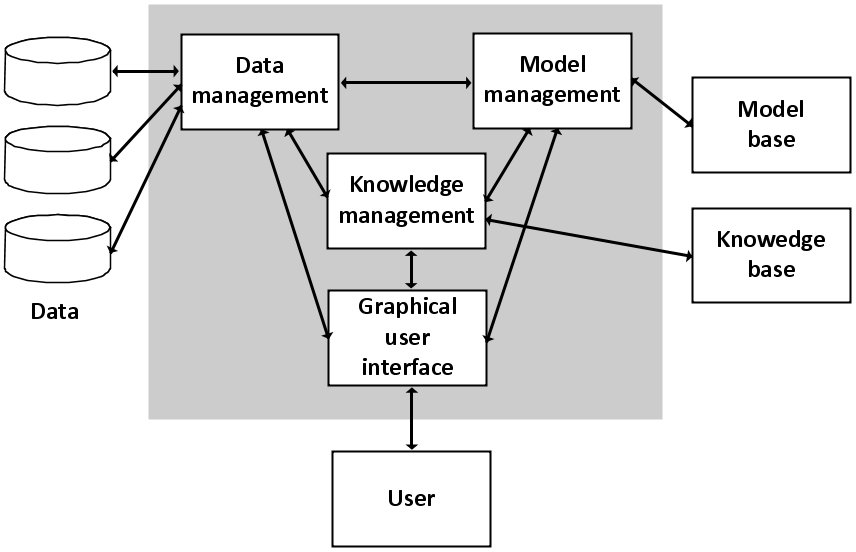 Data
management
Model
management
Model
base
Knowledge
management
Knowedge
base
Data
Graphical
user
interface
User